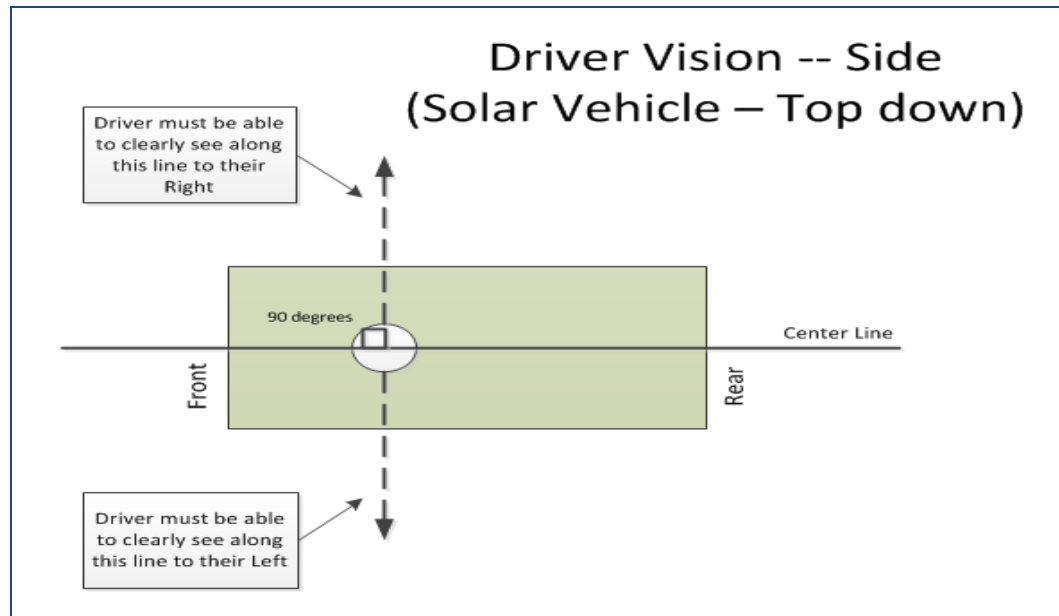 Driver Vision -- Side
(Solar Vehicle – Top down)
Driver must be able
to clearly see along
this line to their
Right
90 degrees
Center Line
Front
Rear
Driver must be able
to clearly see along
this line to their Left